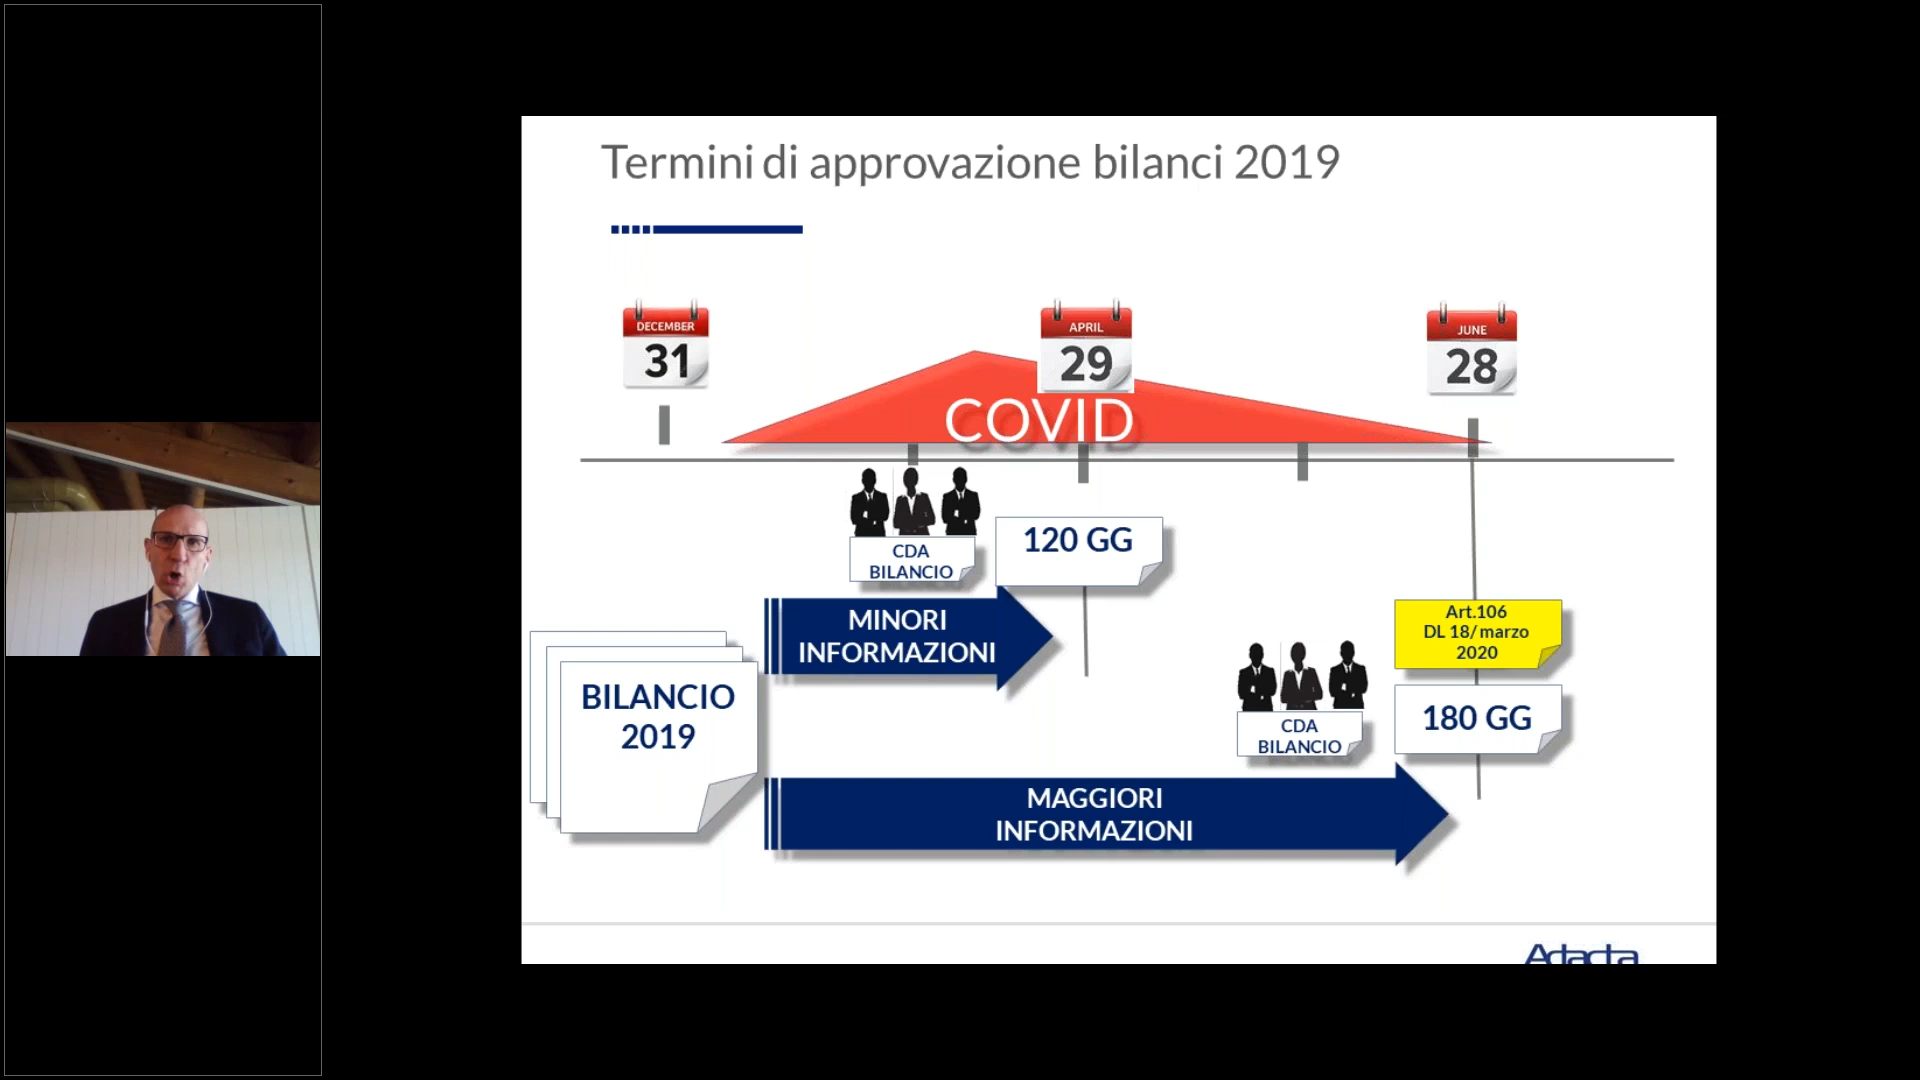 Termini di approvazione bilanci 2019
DECEMBER
31
APRIL
29
JUNE
28
COVID
CDA
BILANCIO
120 GG
MINORI
INFORMAZIONI
Art.106
DL 18/marzo
2020
BILANCIO
2019
CDA
BILANCIO
180 GG
MAGGIORI
INFORMAZIONI
Adacta